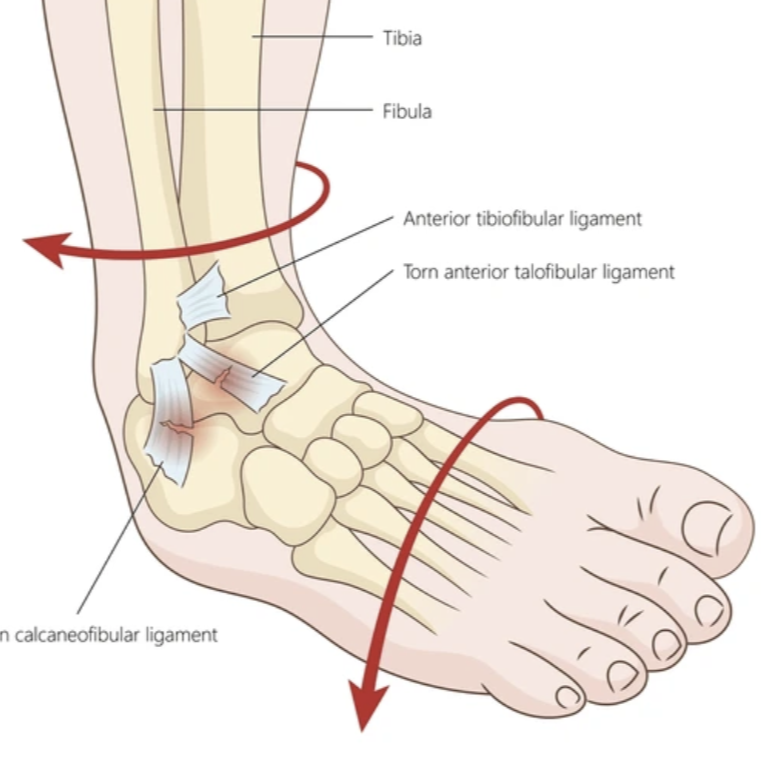 Tibia
Fibula
Anterior tibiofibular ligament
Torn anterior talofibular ligament
n calcaneofibular ligament